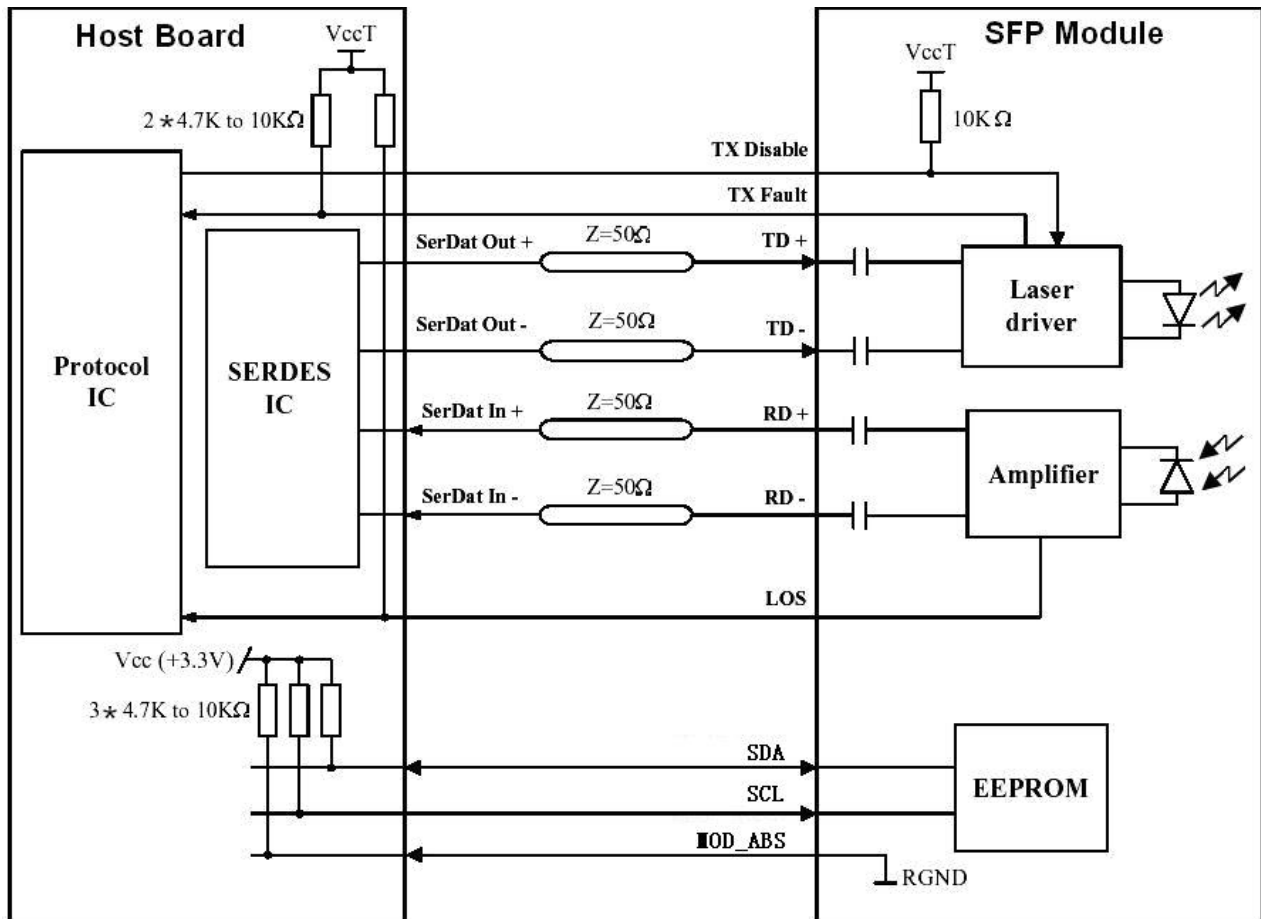 Host Board
SFP Module
VccT
VccT
2*4.7K to 10KΩ
10KΩ
TX Disable
TX Fault
SerDat Out +
Z=50Ω
TD +
Laser
driver
SerDat Out -
Z=50Ω
TD -
Protocol
IC
SERDES
IC
SerDat In +
Z=50Ω
RD +
Amplifier
SerDat In -
Z=50Ω
RD -
LOS
Vcc (+3.3V)
3*4.7K to 10KΩ
SDA
SCL
EEPROM
MOD_ABS
RGND